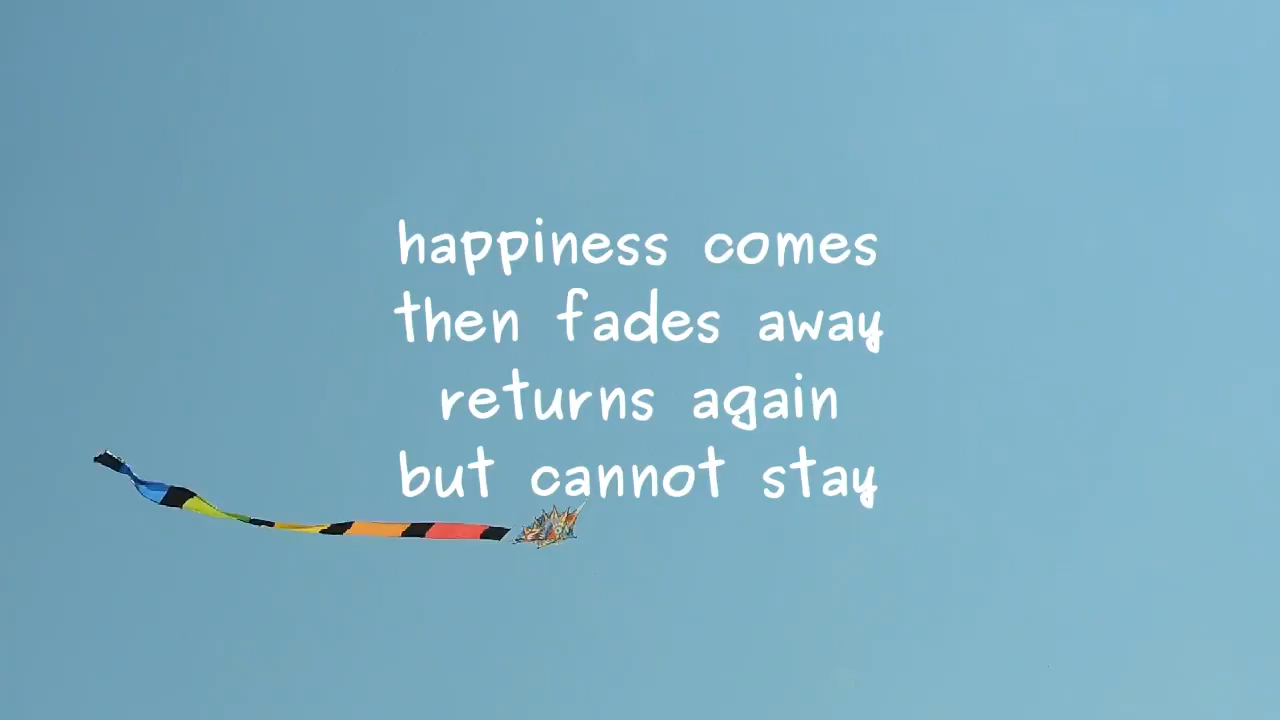 happiness comes
then fades away
returns again
but cannot stay